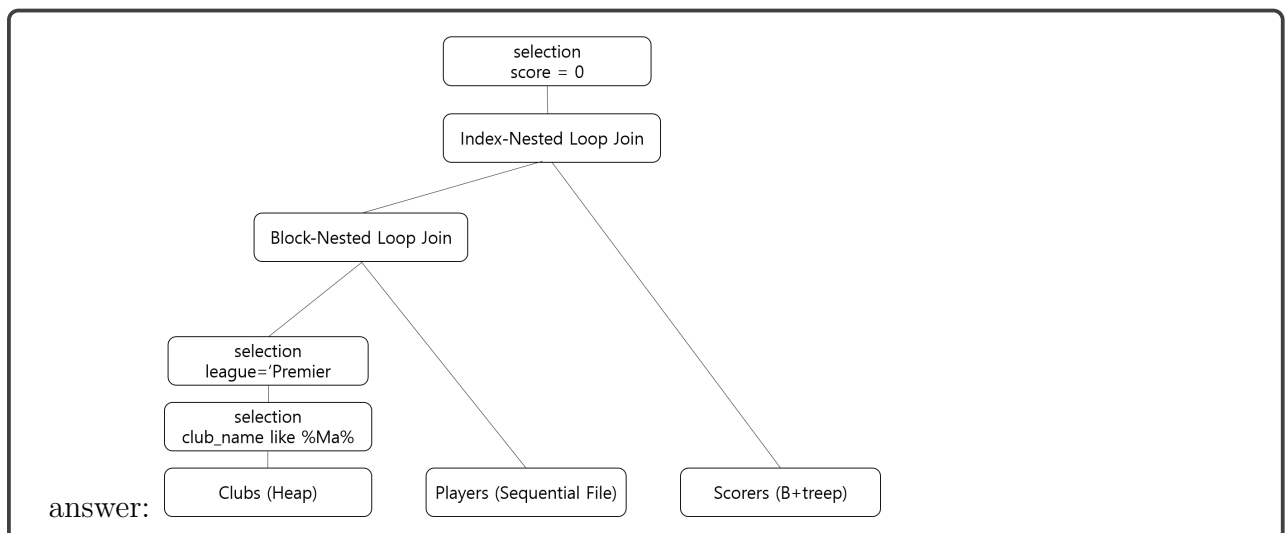 selection
score = 0
Index-Nested Loop Join
Block-Nested Loop Join
selection
league=‘Premier
selection
club_name like %Ma%
answer:
Clubs (Heap)
Players (Sequential File)
Scorers (B+treep)